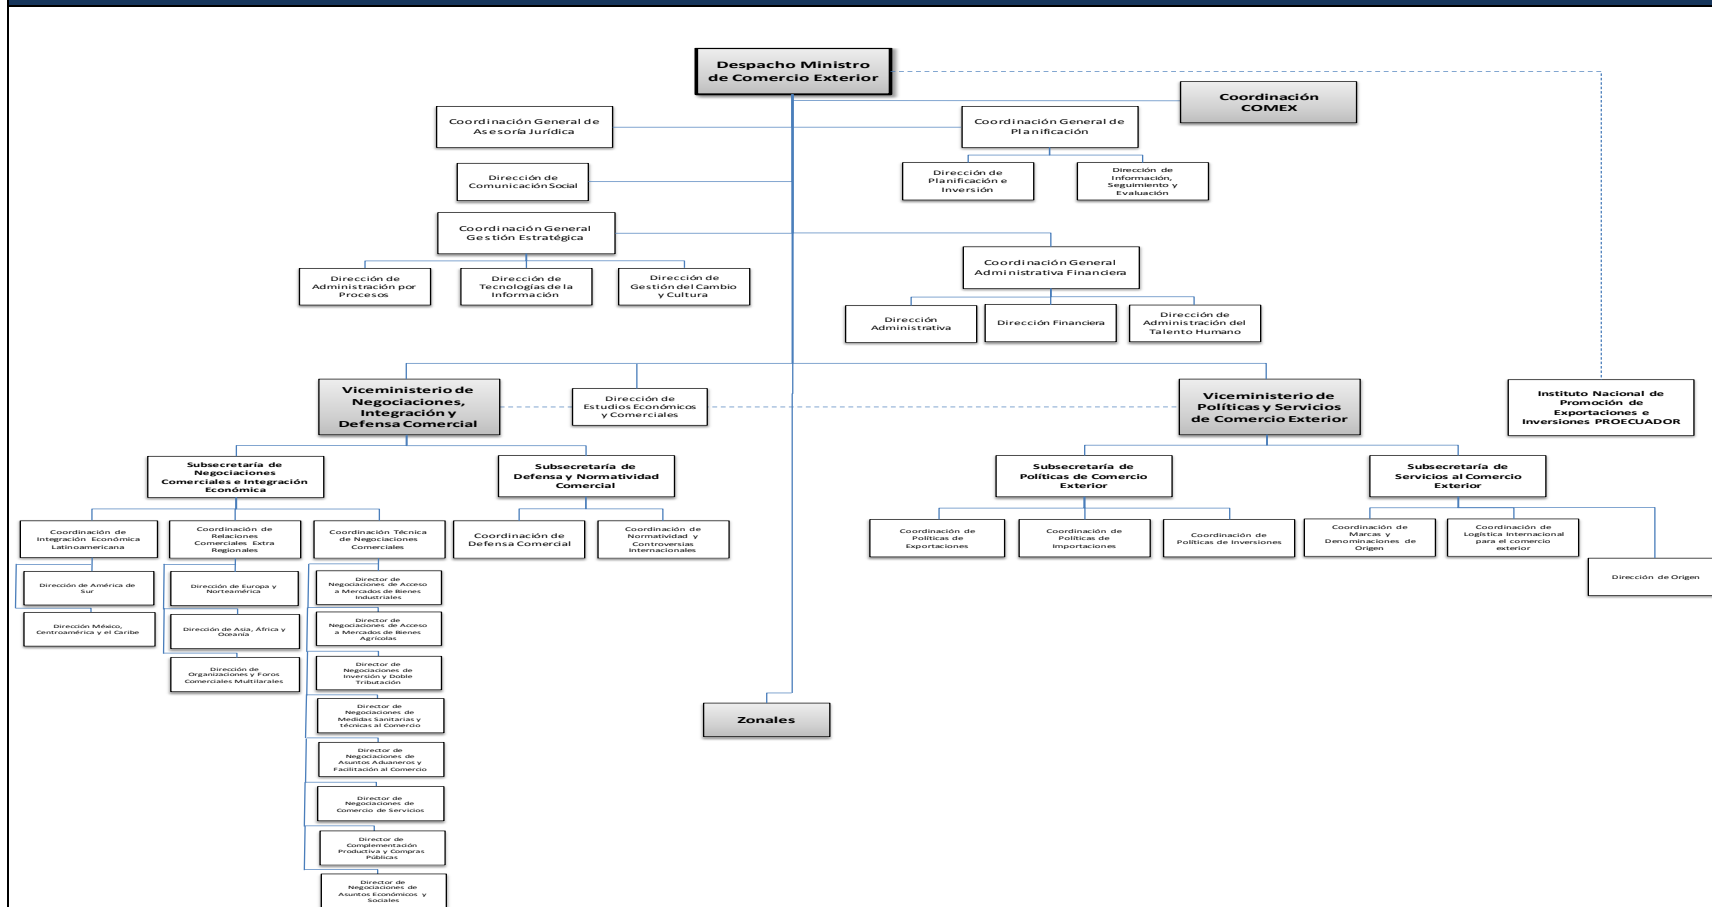 Despacho Ministro
de Comercio Exterior
Coordinación
COMEX
Coordinación General de
Asesoría Jurídica
Coordinación General de
Planificación
Dirección de
Comunicación Social
Dirección de
Planificación e
Inversión
Dirección de
Información,
Seguimiento y
Evaluación
Coordinación General
Gestión Estratégica
Coordinación General
Administrativa Financiera
Dirección de
Administración por
Procesos
Dirección de
Tecnologías de la
Información
Dirección de
Gestión del Cambio
y Cultura
Dirección
Administrativa
Dirección Financiera
Dirección de
Administración del
Talento Humano
Viceministerio de
Negociaciones,
Integración y
Defensa Comercial
Dirección de
Estudios Económicos
y Comerciales
Viceministerio de
Políticas y Servicios
de Comercio Exterior
Instituto Nacional de
Promoción de
Exportaciones e
Inversiones PROECUADOR
Subsecretaría de
Negociaciones
Comerciales e Integración
Económica
Subsecretaría de
Defensa y Normatividad
Comercial
Subsecretaría de
Políticas de Comercio
Exterior
Subsecretaría de
Servicios al Comercio
Exterior
Coordinación de
Integración Económica
Latinoamericana
Coordinación de
Relaciones
Comerciales Extra
Regionales
Coordinación Técnica
de Negociaciones
Comerciales
Coordinación de
Defensa Comercial
Coordinación de
Normatividad y
Controversias
Internacionales
Coordinación de
Políticas de
Exportaciones
Coordinación de
Políticas de
Importaciones
Coordinación de
Políticas de Inversiones
Coordinación de
Marcas y
Denominaciones de
Origen
Coordinación de
Logística Internacional
para el comercio
exterior
Dirección de Origen
Dirección de América de
Sur
Dirección México,
Centroamérica y el Caribe
Dirección de Europa y
Norteamérica
Dirección de Asia, África y
Oceanía
Dirección de
Organizaciones y Foros
Comerciales Multilarales
Director de
Negociaciones de Acceso
a Mercados de Bienes
Industriales
Director de
Negociaciones de Acceso
a Mercados de Bienes
Agrícolas
Director de
Negociaciones de
Inversión y Doble
Tributación
Director de
Negociaciones de
Medidas Sanitarias y
técnicas al Comercio
Director de
Negociaciones de
Asuntos Aduaneros y
Facilitación al Comercio
Director de
Negociaciones de
Comercio de Servicios
Director de
Complementación
Productiva y Compras
Públicas
Director de
Negociaciones de
Asuntos Económicos y
Sociales
Zonales